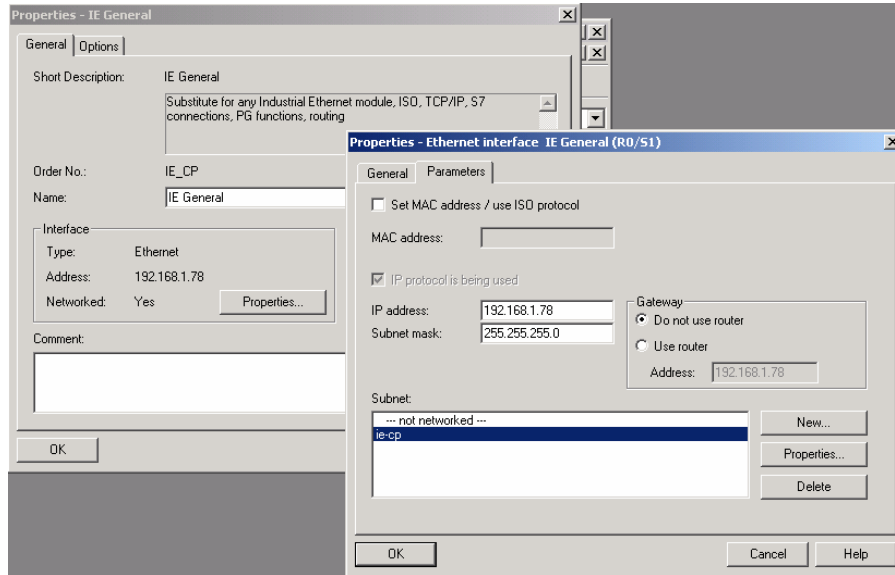 Properties - IE General
General
Options
Short Description:
IE General
Substitute for any Industrial Ethernet module, ISO, TCP/IP, S7
connections, PG functions, routing
Order No.:
IE_CP
Name:
IE General
Interface
Type:
Ethernet
Address:
192.168.1.78
Networked:
Yes
Properties...
Comment:
OK
Properties - Ethernet interface IE General (R0/S1)
General
Parameters
Set MAC address / use ISO protocol
MAC address:
IP protocol is being used
IP address:
192.168.1.78
Subnet mask:
255.255.255.0
Gateway
Do not use router
Use router
Address:
192.168.1.78
Subnet:
--- not networked ---
ie-cp
New...
Properties...
Delete
OK
Cancel
Help